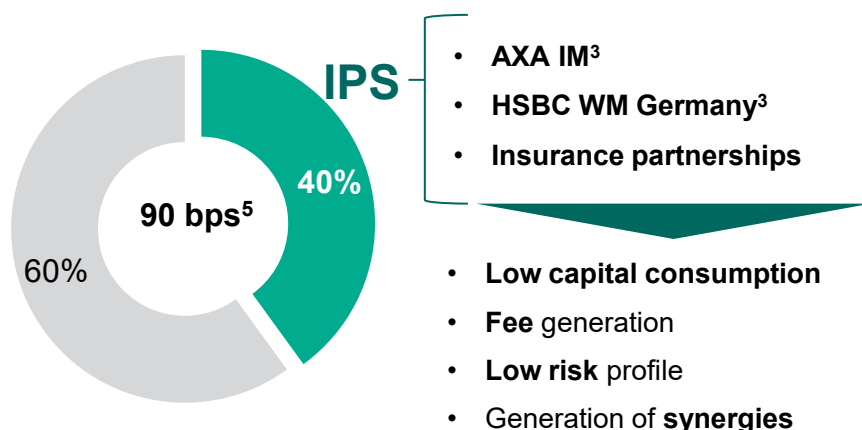 IPS
• AXA IM³
• HSBC WM Germany³
• Insurance partnerships
40%
90 bps⁵
60%
• Low capital consumption
• Fee generation
• Low risk profile
• Generation of synergies